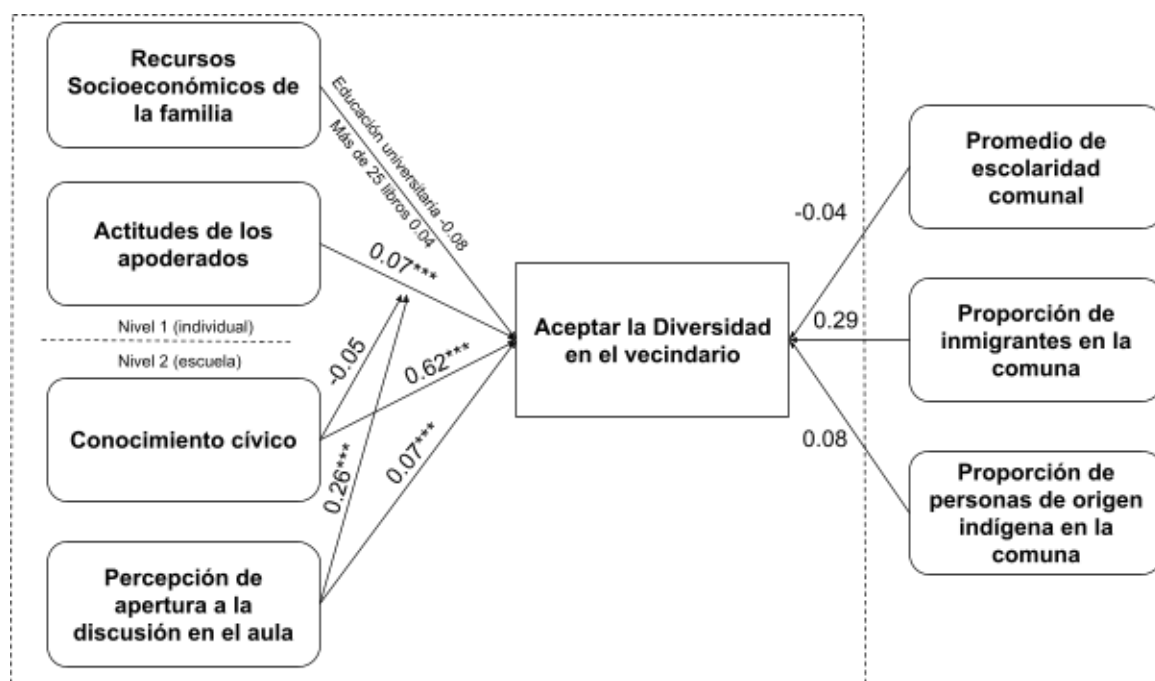 Recursos
Socioeconómicos de
la familia
Educación universitaria -0.08
Más de 25 libros 0.04
Actitudes de los
apoderados
0.07***
Nivel 1 (individual)
Nivel 2 (escuela)
Conocimiento cívico
-0.05
0.62***
0.26***
0.07***
Percepción de
apertura a la
discusión en el aula
Aceptar la Diversidad
en el vecindario
Promedio de
escolaridad
comunal
-0.04
Proporción de
inmigrantes en la
comuna
0.29
Proporción de
personas de origen
indígena en la
comuna
0.08